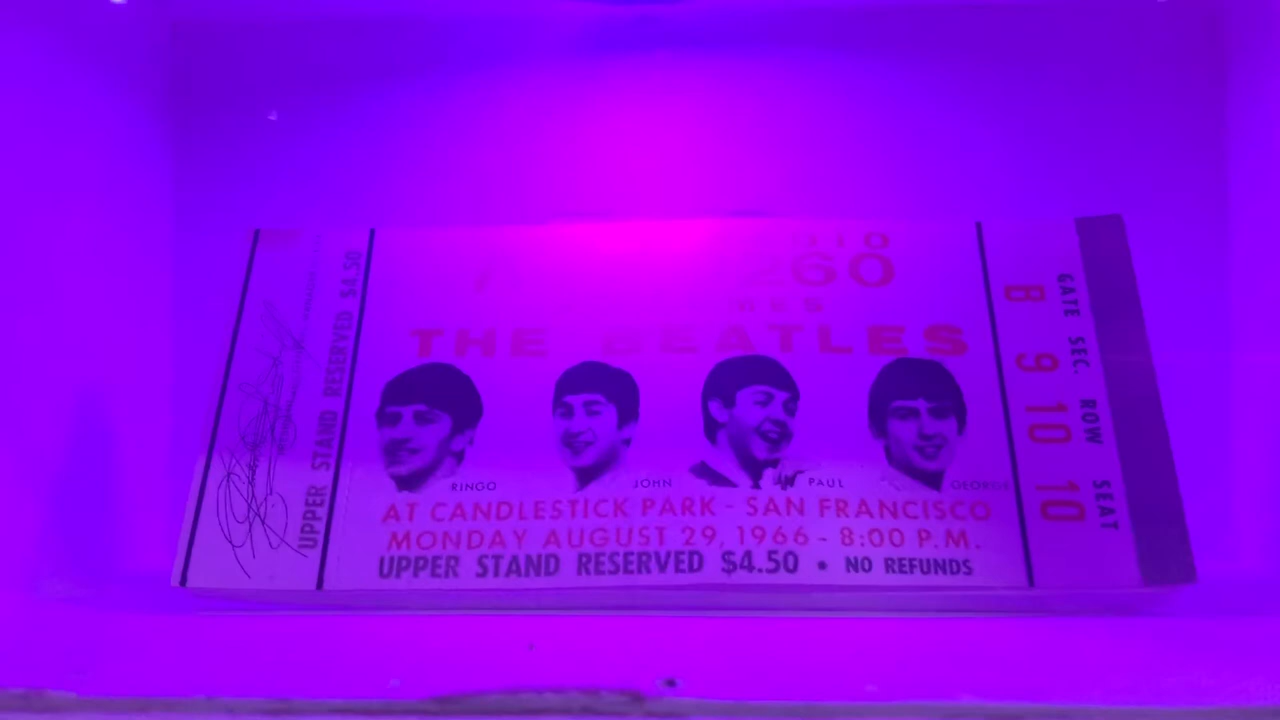 UPPER STAND RESERVED $4.50
260
THE BEATLES
RINGO
JOHN
PAUL
GEORGE
AT CANDLESTICK PARK - SAN FRANCISCO
MONDAY AUGUST 29, 1966 - 8:00 P.M.
UPPER STAND RESERVED $4.50 • NO REFUNDS
GATE B
SEC. 9
ROW 10
SEAT 10